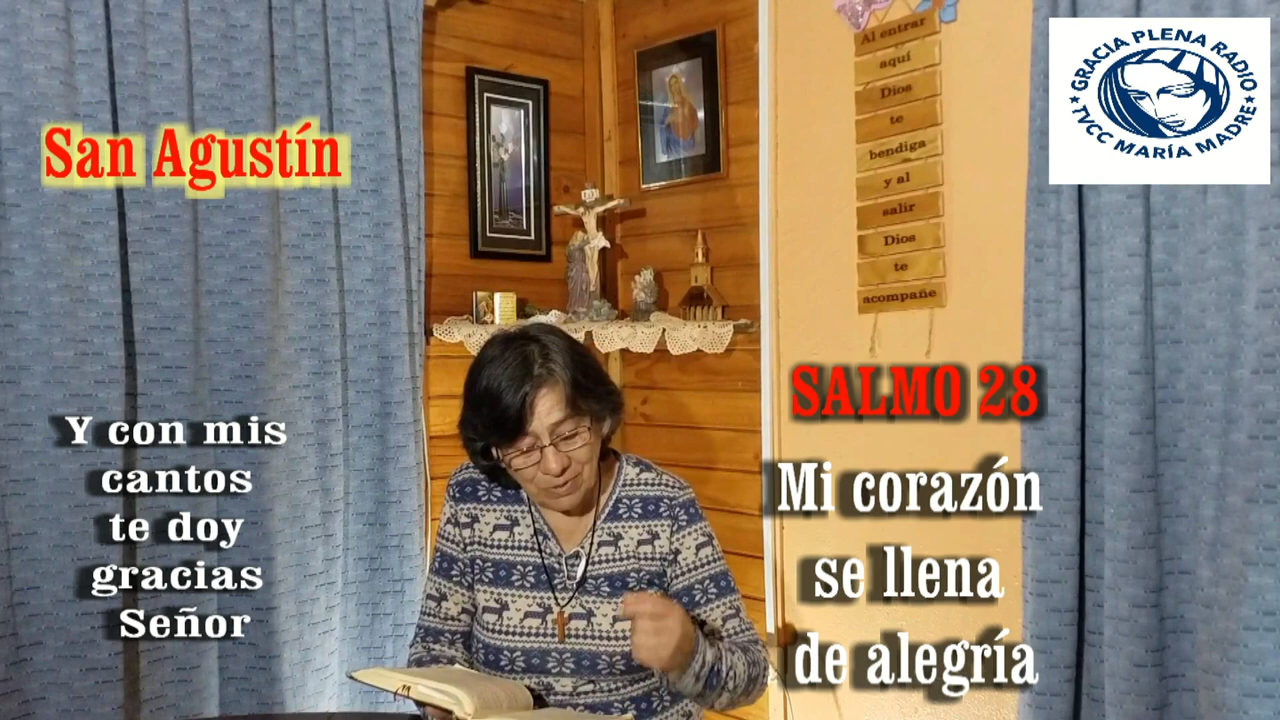 San Agustín
Y con mis
cantos
te doy
gracias
Señor
Al entrar
aquí
Dios
te
bendiga
y al
salir
Dios
te
acompañe
GRACIA PLENA RADIO
TVCC MARÍA MADRE
SALMO 28
Mi corazón
se llena
de alegría